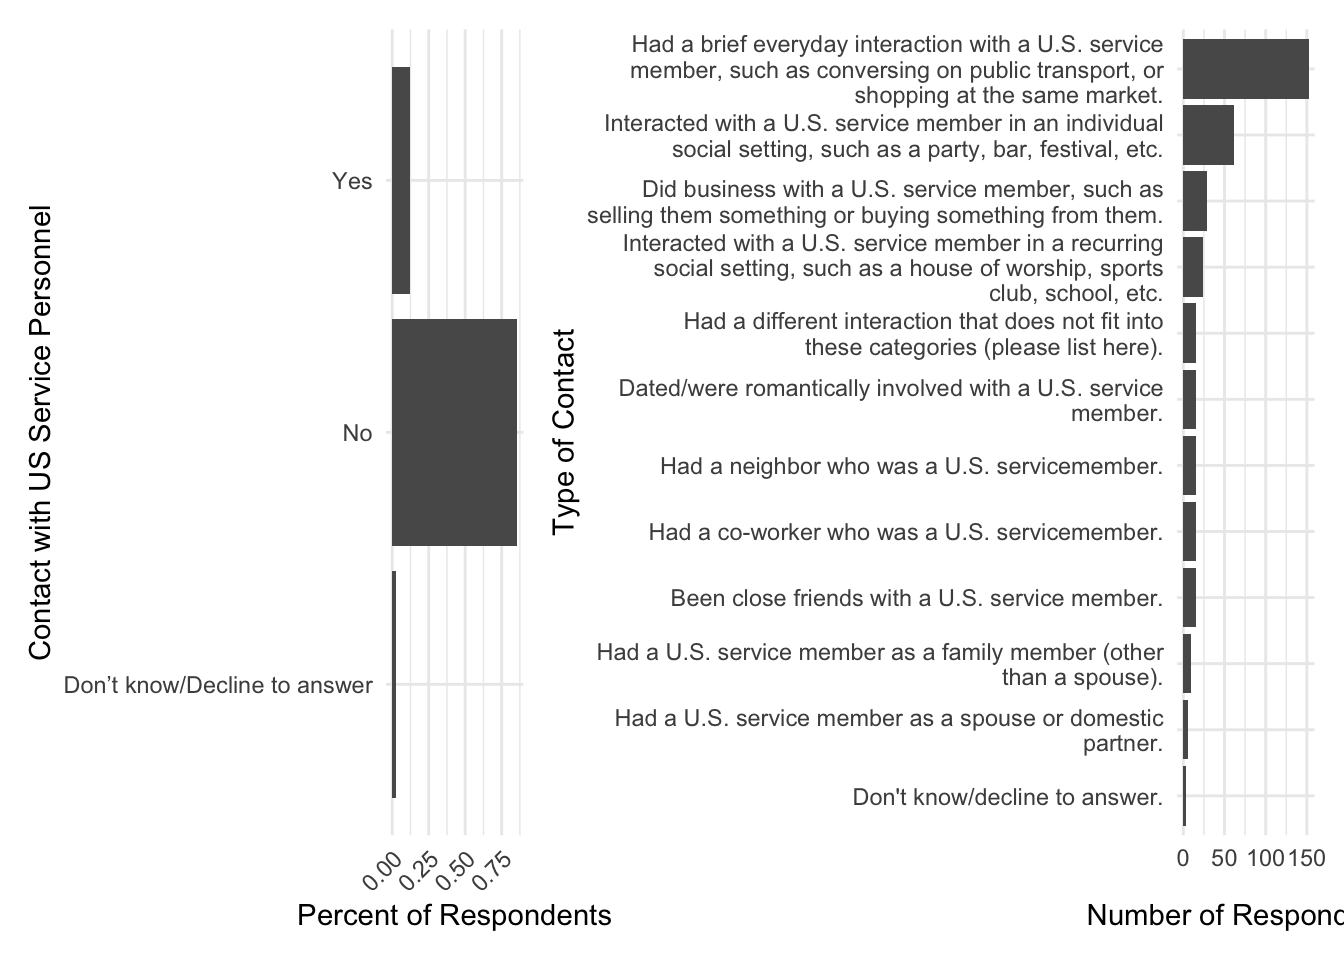 Contact with US Service Personnel
Yes
No
Don’t know/Decline to answer
0.00
0.25
0.50
0.75
Percent of Respondents
Type of Contact
Had a brief everyday interaction with a U.S. service
member, such as conversing on public transport, or
shopping at the same market.
Interacted with a U.S. service member in an individual
social setting, such as a party, bar, festival, etc.
Did business with a U.S. service member, such as
selling them something or buying something from them.
Interacted with a U.S. service member in a recurring
social setting, such as a house of worship, sports
club, school, etc.
Had a different interaction that does not fit into
these categories (please list here).
Dated/were romantically involved with a U.S. service
member.
Had a neighbor who was a U.S. servicemember.
Had a co-worker who was a U.S. servicemember.
Been close friends with a U.S. service member.
Had a U.S. service member as a family member (other
than a spouse).
Had a U.S. service member as a spouse or domestic
partner.
Don't know/decline to answer.
0 50 100 150
Number of Respond